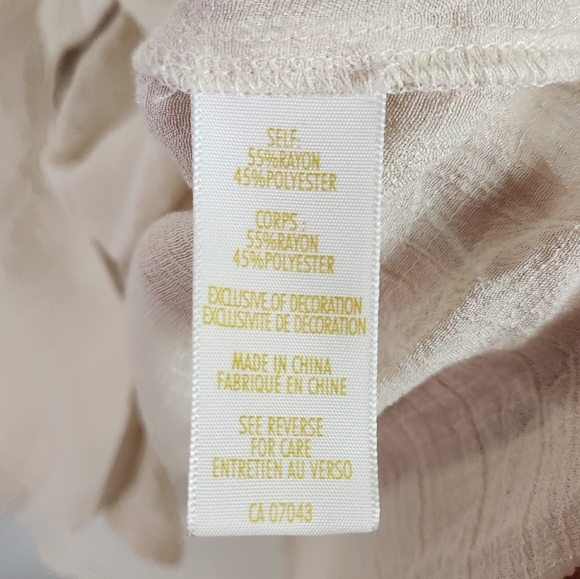 SELF:
55%RAYON
45%POLYESTER
CORPS :
55%RAYON
45%POLYESTER
EXCLUSIVE OF DECORATION
EXCLUSIVITE DE DECORATION
MADE IN CHINA
FABRIQUÉ EN CHINE
SEE REVERSE
FOR CARE
ENTRETIEN AU VERSO
CA 07043